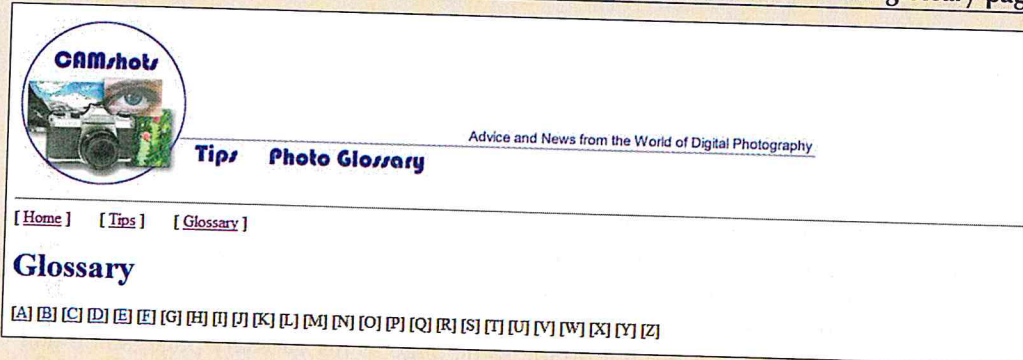 CAMshots
Advice and News from the World of Digital Photography
Tips Photo Glossary
[ Home ] [ Tips ] [ Glossary ]
Glossary
[A] [B] [C] [D] [E] [F] [G] [H] [I] [J] [K] [L] [M] [N] [O] [P] [Q] [R] [S] [T] [U] [V] [W] [X] [Y] [Z]